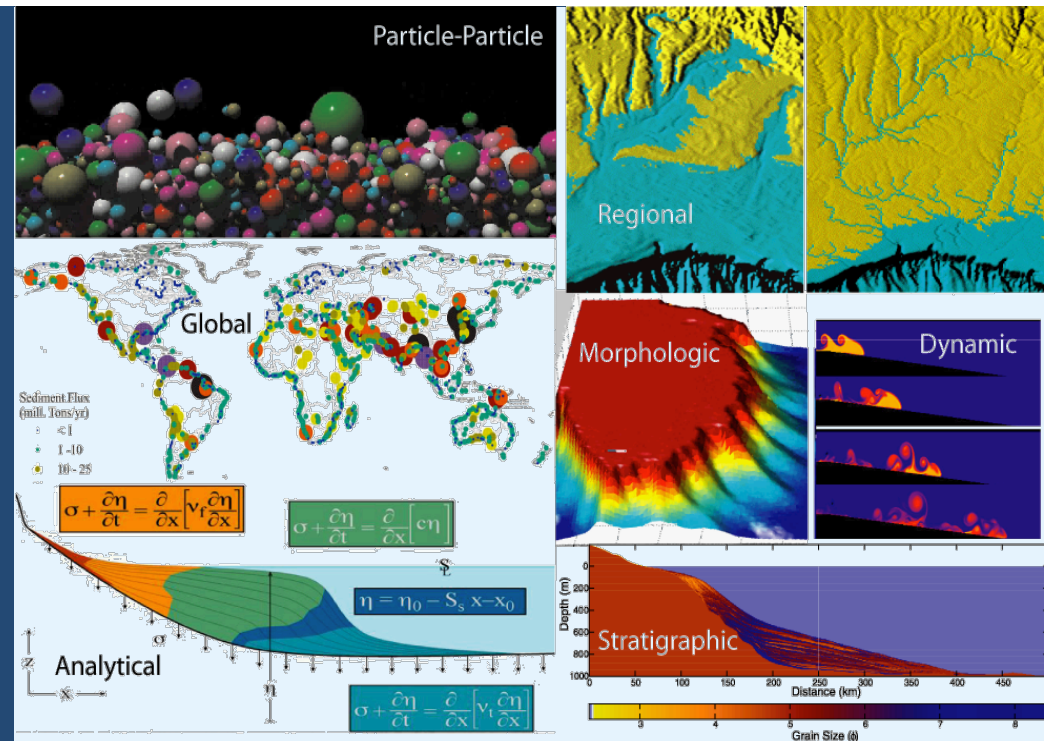 Particle-Particle
Regional
Global
Sediment Flux
(mill. Tons/yr)
< 1
1 -10
10 - 25
Morphologic
Dynamic
σ + ∂η/∂t = ∂/∂x [ν_f ∂η/∂x]
σ + ∂η/∂t = ∂/∂x [cη]
SL
η = η₀ – Sₛ x–x₀
σ
Analytical
z
x
η
σ + ∂η/∂t = ∂/∂x [ν_t ∂η/∂x]
Depth (m)
0
200
400
600
800
1000
Stratigraphic
0 50 100 150 200 250 300 350 400 450
Distance (km)
3 4 5 6 7 8
Grain Size (ϕ)